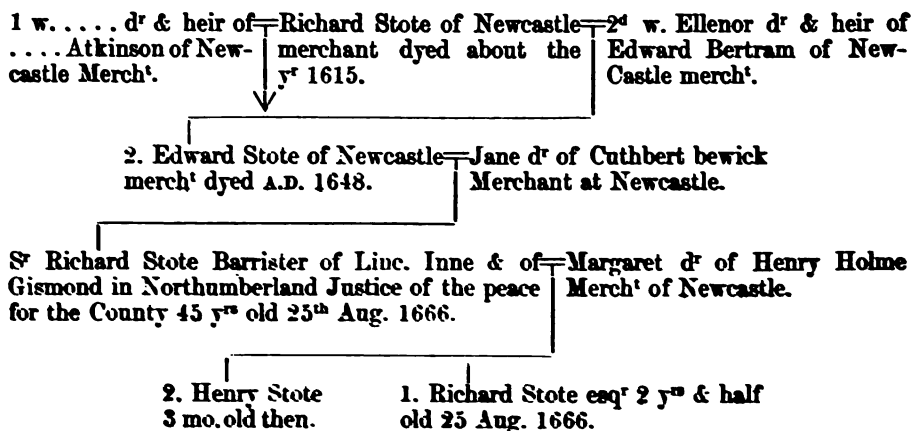 1 w. . . . . dʳ & heir of
. . . . Atkinson of New-
castle Merchᵗ.
Richard Stote of Newcastle
merchant dyed about the
yʳ 1615.
2ᵈ w. Ellenor dʳ & heir of
Edward Bertram of New-
Castle merchᵗ.
2. Edward Stote of Newcastle
merchᵗ dyed A.D. 1648.
Jane dʳ of Cuthbert bewick
Merchant at Newcastle.
Sʳ Richard Stote Barrister of Linc. Inne & of
Gismond in Northumberland Justice of the peace
for the County 45 yʳˢ old 25ᵗʰ Aug. 1666.
Margaret dʳ of Henry Holme
Merchᵗ of Newcastle.
2. Henry Stote
3 mo. old then.
1. Richard Stote esqʳ 2 yʳˢ & half
old 25 Aug. 1666.